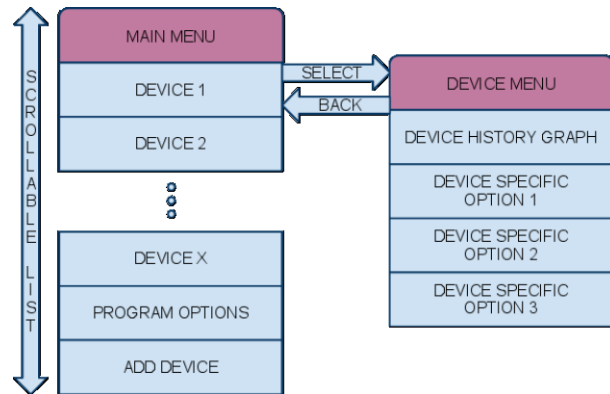 SCROLLABLE LIST
MAIN MENU
DEVICE 1
DEVICE 2
DEVICE X
PROGRAM OPTIONS
ADD DEVICE
SELECT
BACK
DEVICE MENU
DEVICE HISTORY GRAPH
DEVICE SPECIFIC
OPTION 1
DEVICE SPECIFIC
OPTION 2
DEVICE SPECIFIC
OPTION 3